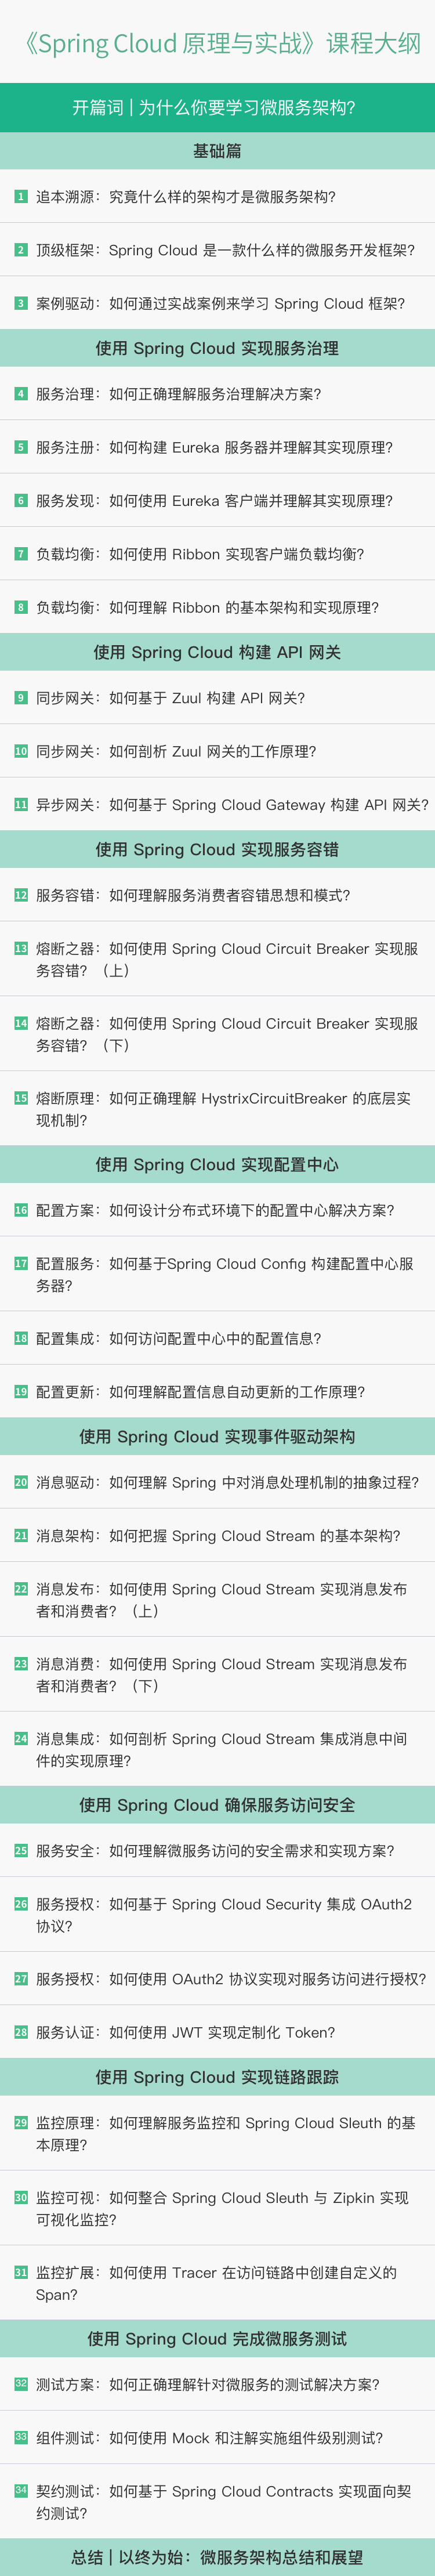 《Spring Cloud 原理与实战》课程大纲
开篇词 | 为什么你要学习微服务架构?
基础篇
1 追本溯源：究竟什么样的架构才是微服务架构?
2 顶级框架：Spring Cloud 是一款什么样的微服务开发框架?
3 案例驱动：如何通过实战案例来学习 Spring Cloud 框架?
使用 Spring Cloud 实现服务治理
4 服务治理：如何正确理解服务治理解决方案?
5 服务注册：如何构建 Eureka 服务器并理解其实现原理?
6 服务发现：如何使用 Eureka 客户端并理解其实现原理?
7 负载均衡：如何使用 Ribbon 实现客户端负载均衡?
8 负载均衡：如何理解 Ribbon 的基本架构和实现原理?
使用 Spring Cloud 构建 API 网关
9 同步网关：如何基于 Zuul 构建 API 网关?
10 同步网关：如何剖析 Zuul 网关的工作原理?
11 异步网关：如何基于 Spring Cloud Gateway 构建 API 网关?
使用 Spring Cloud 实现服务容错
12 服务容错：如何理解服务消费者容错思想和模式?
13 熔断之器：如何使用 Spring Cloud Circuit Breaker 实现服
务容错? （上）
14 熔断之器：如何使用 Spring Cloud Circuit Breaker 实现服
务容错? （下）
15 熔断原理：如何正确理解 HystrixCircuitBreaker 的底层实
现机制?
使用 Spring Cloud 实现配置中心
16 配置方案：如何设计分布式环境下的配置中心解决方案?
17 配置服务：如何基于Spring Cloud Config 构建配置中心服
务器?
18 配置集成：如何访问配置中心中的配置信息?
19 配置更新：如何理解配置信息自动更新的工作原理?
使用 Spring Cloud 实现事件驱动架构
20 消息驱动：如何理解 Spring 中对消息处理机制的抽象过程?
21 消息架构：如何把握 Spring Cloud Stream 的基本架构?
22 消息发布：如何使用 Spring Cloud Stream 实现消息发布
者和消费者? （上）
23 消息消费：如何使用 Spring Cloud Stream 实现消息发布
者和消费者? （下）
24 消息集成：如何剖析 Spring Cloud Stream 集成消息中间
件的实现原理?
使用 Spring Cloud 确保服务访问安全
25 服务安全：如何理解微服务访问的安全需求和实现方案?
26 服务授权：如何基于 Spring Cloud Security 集成 OAuth2
协议?
27 服务授权：如何使用 OAuth2 协议实现对服务访问进行授权?
28 服务认证：如何使用 JWT 实现定制化 Token?
使用 Spring Cloud 实现链路跟踪
29 监控原理：如何理解服务监控和 Spring Cloud Sleuth 的基
本原理?
30 监控可视：如何整合 Spring Cloud Sleuth 与 Zipkin 实现
可视化监控?
31 监控扩展：如何使用 Tracer 在访问链路中创建自定义的
Span?
使用 Spring Cloud 完成微服务测试
32 测试方案：如何正确理解针对微服务的测试解决方案?
33 组件测试：如何使用 Mock 和注解实施组件级别测试?
34 契约测试：如何基于 Spring Cloud Contracts 实现面向契
约测试?
总结 | 以终为始：微服务架构总结和展望